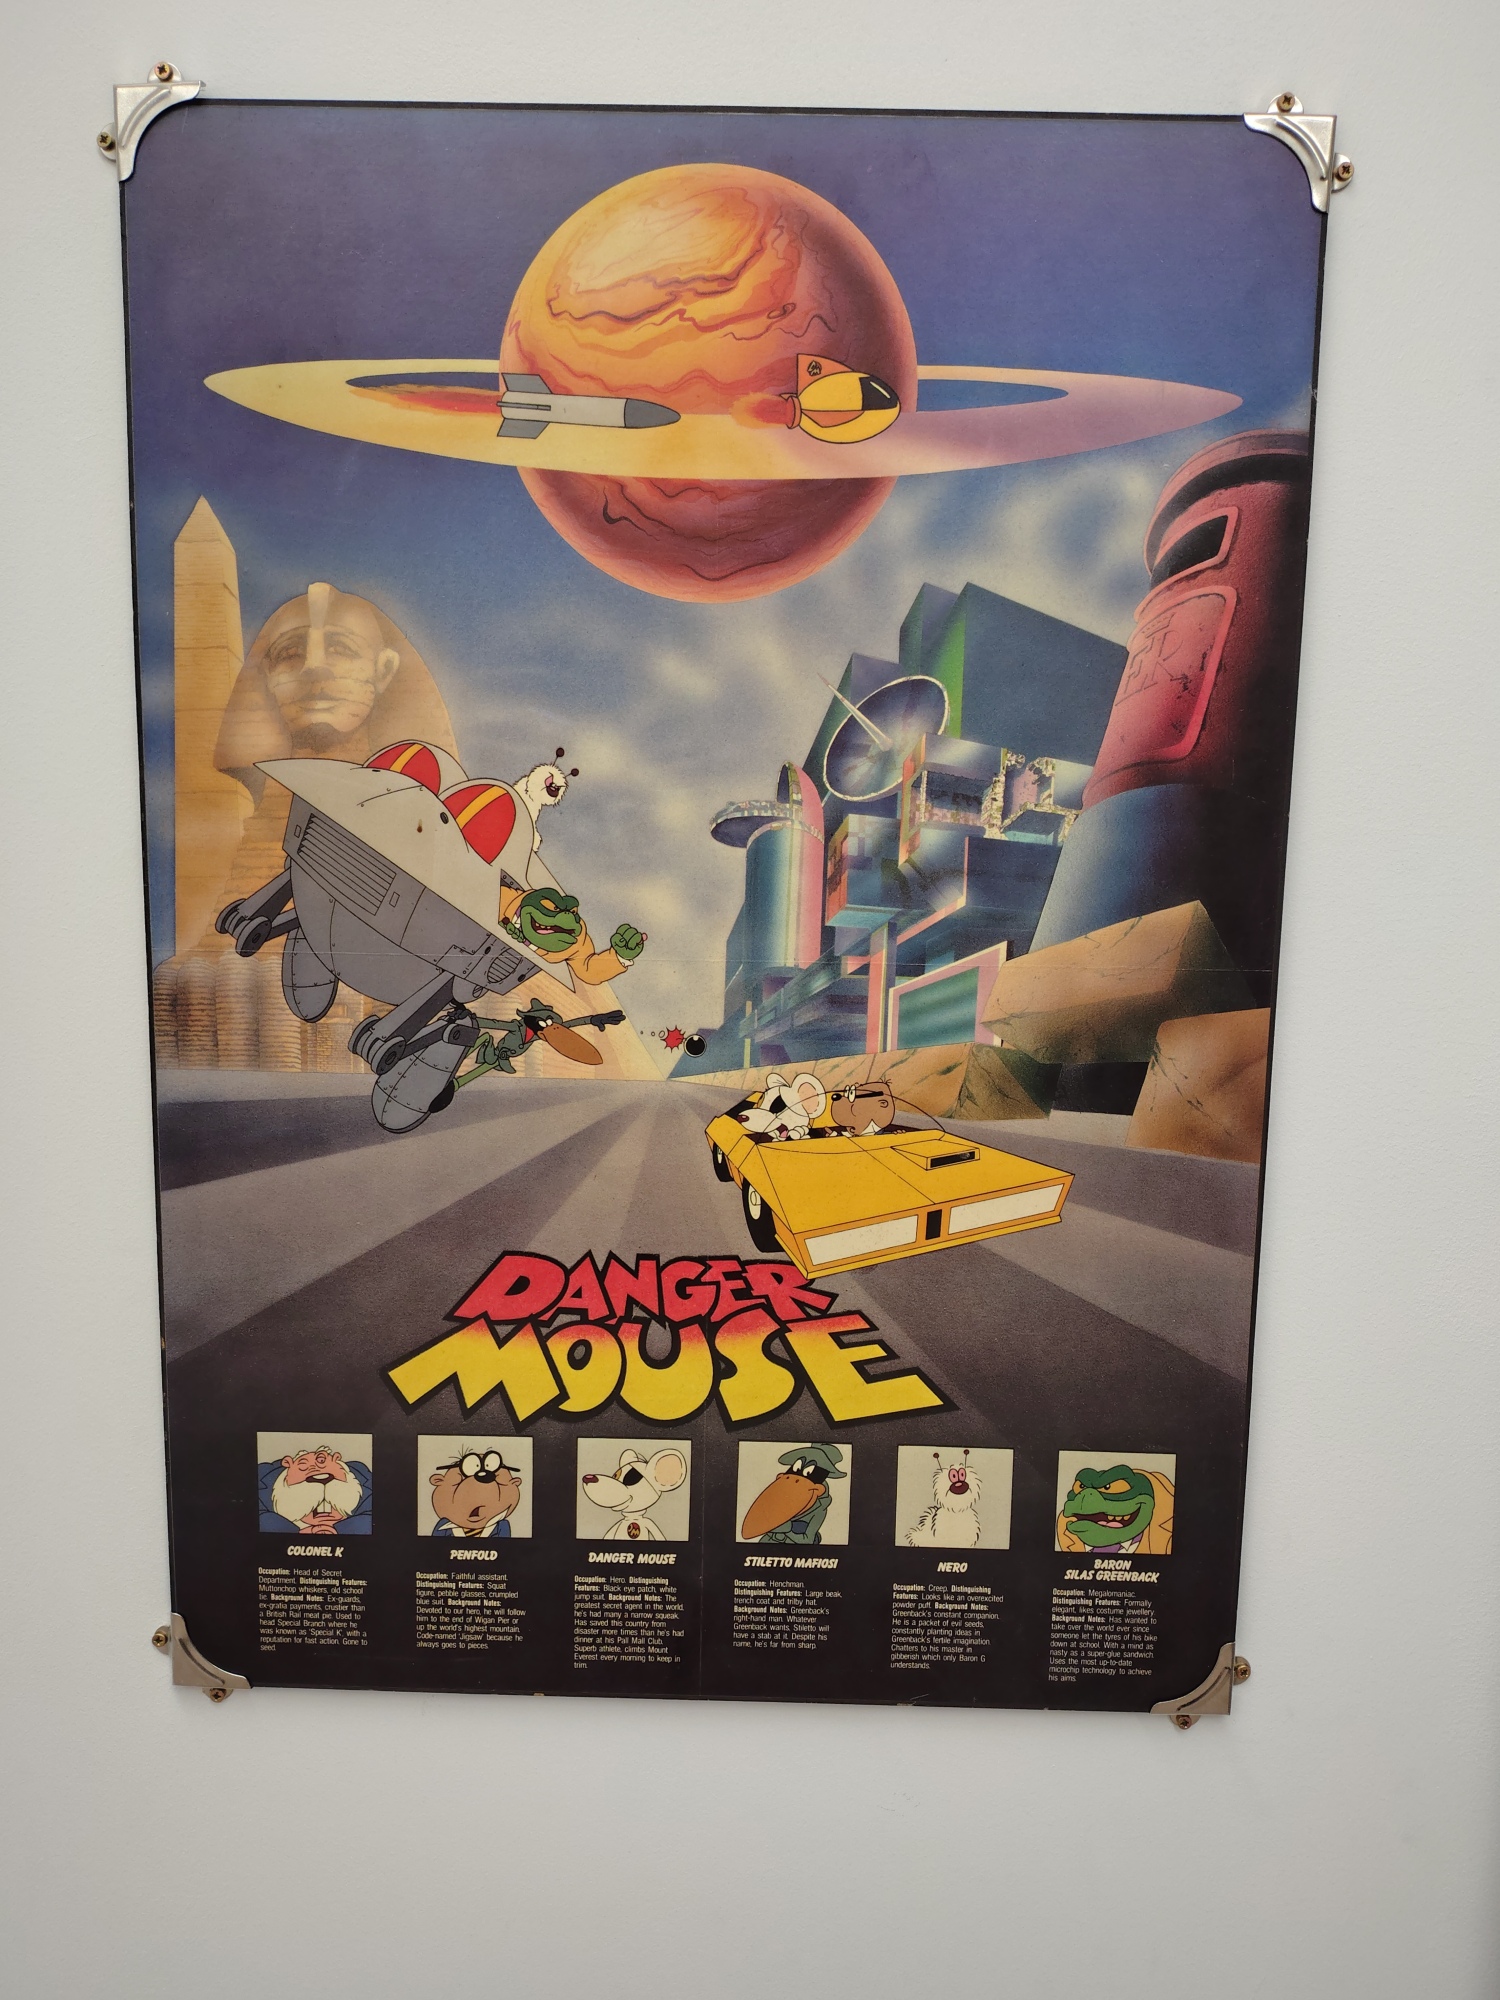 ER
DANGER
MOUSE
COLONEL K
Occupation: Head of Secret
Department. Distinguishing Features:
Muttonchop whiskers, old school
tie. Background Notes: Ex-guards,
ex-gratia payments, crustier than
a British Rail meat pie. Used to
head Special Branch where he
was known as 'Special K', with a
reputation for fast action. Gone to
seed.
PENFOLD
Occupation: Faithful assistant.
Distinguishing Features: Squat
figure, pebble glasses, crumpled
blue suit. Background Notes:
Devoted to our hero, he will follow
him to the end of Wigan Pier or
up the world's highest mountain.
Code-named 'Jigsaw' because he
always goes to pieces.
DANGER MOUSE
Occupation: Hero. Distinguishing
Features: Black eye patch, white
jump suit. Background Notes: The
greatest secret agent in the world,
he's had many a narrow squeak.
Has saved this country from
disaster more times than he's had
dinner at his Pall Mall Club.
Superb athlete, climbs Mount
Everest every morning to keep in
trim.
STILETTO MAFIOSI
Occupation: Henchman.
Distinguishing Features: Large beak,
trench coat and trilby hat.
Background Notes: Greenback's
right-hand man. Whatever
Greenback wants, Stiletto will
have a stab at it. Despite his
name, he's far from sharp.
NERO
Occupation: Creep. Distinguishing
Features: Looks like an overexcited
powder puff. Background Notes:
Greenback's constant companion.
He is a packet of evil seeds,
constantly planting ideas in
Greenback's fertile imagination.
Chatters to his master in
gibberish which only Baron G
understands.
BARON
SILAS GREENBACK
Occupation: Megalomaniac.
Distinguishing Features: Formally
elegant, likes costume jewellery.
Background Notes: Has wanted to
take over the world ever since
someone let the tyres of his bike
down at school. With a mind as
nasty as a super-glue sandwich.
Uses the most up-to-date
microchip technology to achieve
his aims.